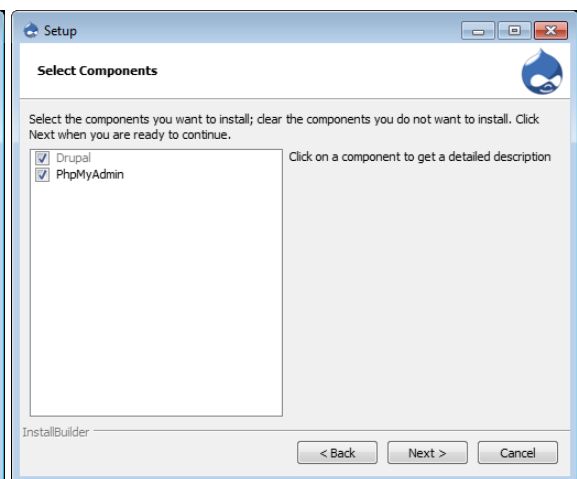 Setup
Select Components
Select the components you want to install; clear the components you do not want to install. Click
Next when you are ready to continue.
Drupal
PhpMyAdmin
Click on a component to get a detailed description
InstallBuilder
< Back
Next >
Cancel